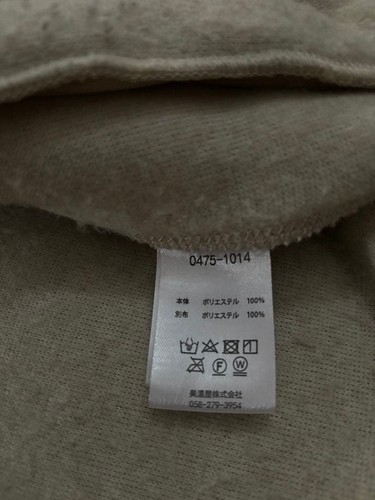 0475-1014
本体 ポリエステル 100%
別布 ポリエステル 100%
F W
美濃屋株式会社
058-279-3954